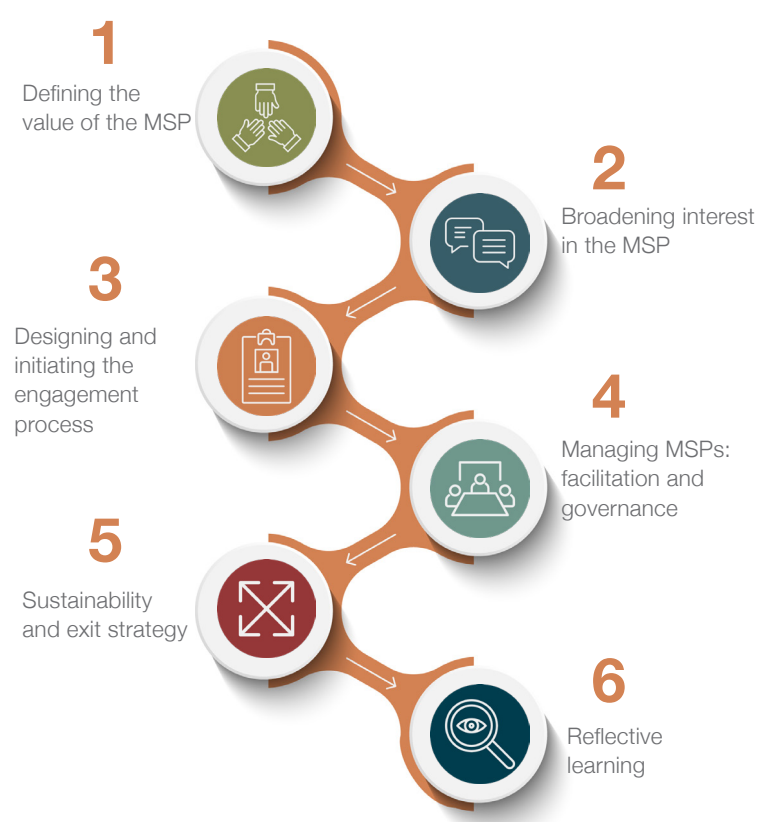 1
Defining the
value of the MSP
2
Broadening interest
in the MSP
3
Designing and
initiating the
engagement
process
4
Managing MSPs:
facilitation and
governance
5
Sustainability
and exit strategy
6
Reflective
learning